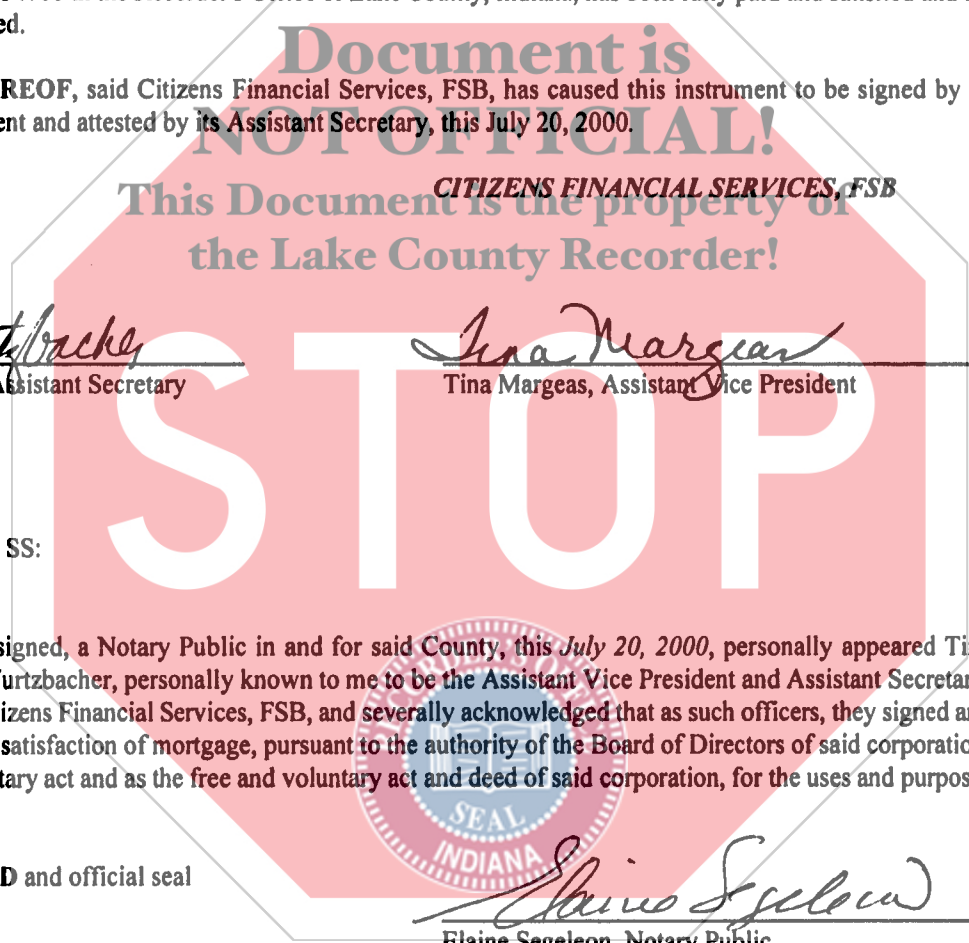 ed.
Document is
REOF, said Citizens Financial Services, FSB, has caused this instrument to be signed by
ent and attested by its Assistant Secretary, this July 20, 2000.
NOT OFFICIAL!
CITIZENS FINANCIAL SERVICES, FSB
This Document is the property of
the Lake County Recorder!
Tina Margeas
Assistant Secretary
Tina Margeas, Assistant Vice President
STOP
SS:
signed, a Notary Public in and for said County, this July 20, 2000, personally appeared Ti
urtzbacher, personally known to me to be the Assistant Vice President and Assistant Secretar
izens Financial Services, FSB, and severally acknowledged that as such officers, they signed a
satisfaction of mortgage, pursuant to the authority of the Board of Directors of said corporatio
tary act and as the free and voluntary act and deed of said corporation, for the uses and purpos
SEAL
INDIANA
D and official seal
Elaine Segeleon
Elaine Segeleon, Notary Public